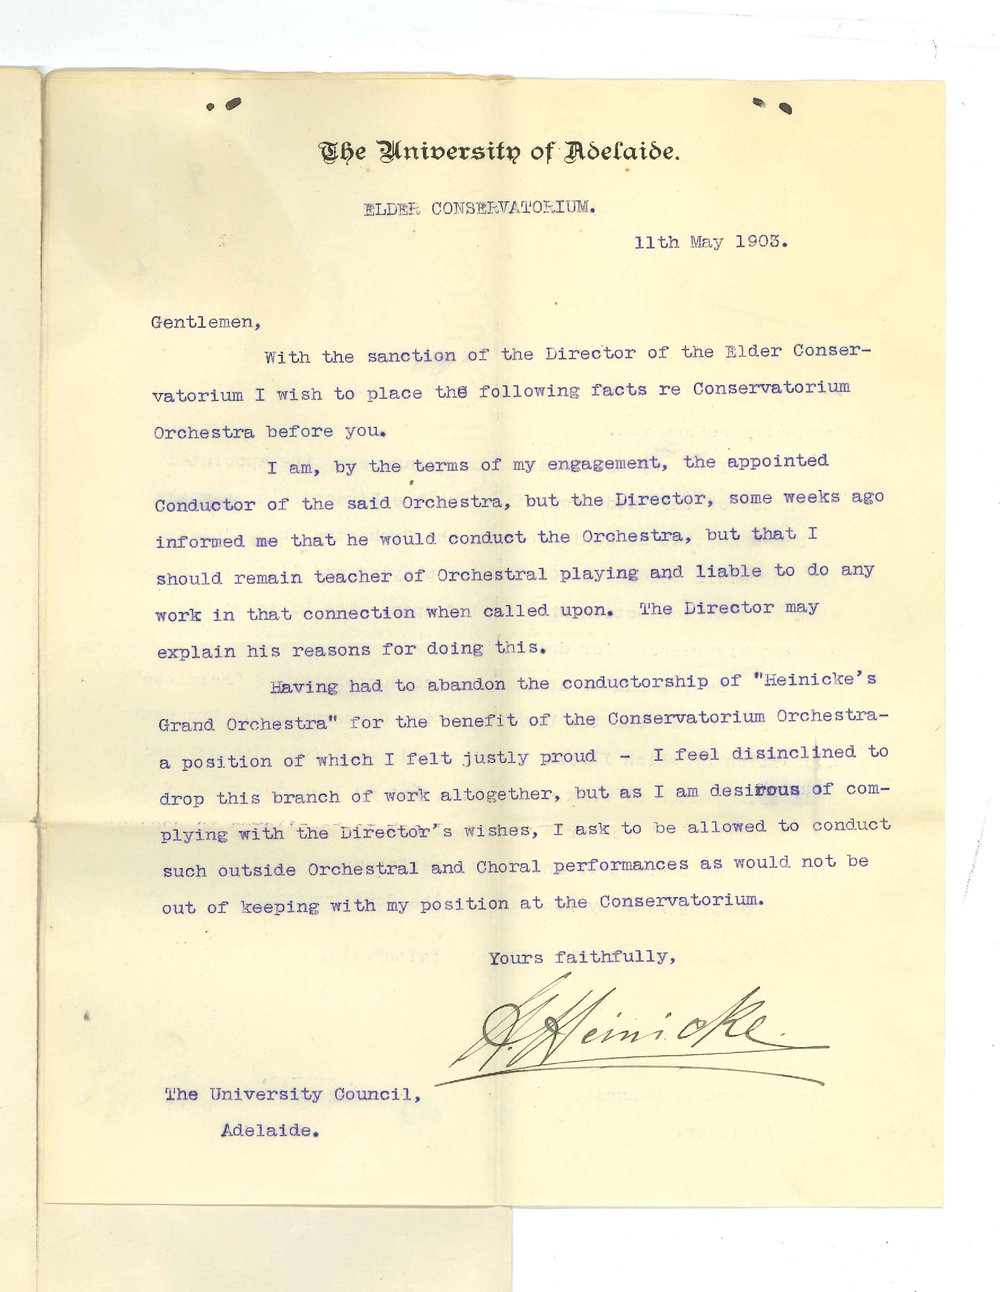 The University of Adelaide.
ELDER CONSERVATORIUM.
11th May 1903.
Gentlemen,
With the sanction of the Director of the Elder Conser-
vatorium I wish to place the following facts re Conservatorium
Orchestra before you.
I am, by the terms of my engagement, the appointed
Conductor of the said Orchestra, but the Director, some weeks ago
informed me that he would conduct the Orchestra, but that I
should remain teacher of Orchestral playing and liable to do any
work in that connection when called upon. The Director may
explain his reasons for doing this.
Having had to abandon the conductorship of "Heinicke's
Grand Orchestra" for the benefit of the Conservatorium Orchestra-
a position of which I felt justly proud - I feel disinclined to
drop this branch of work altogether, but as I am desirous of com-
plying with the Director's wishes, I ask to be allowed to conduct
such outside Orchestral and Choral performances as would not be
out of keeping with my position at the Conservatorium.
Yours faithfully,
H. Heinicke.
The University Council,
Adelaide.